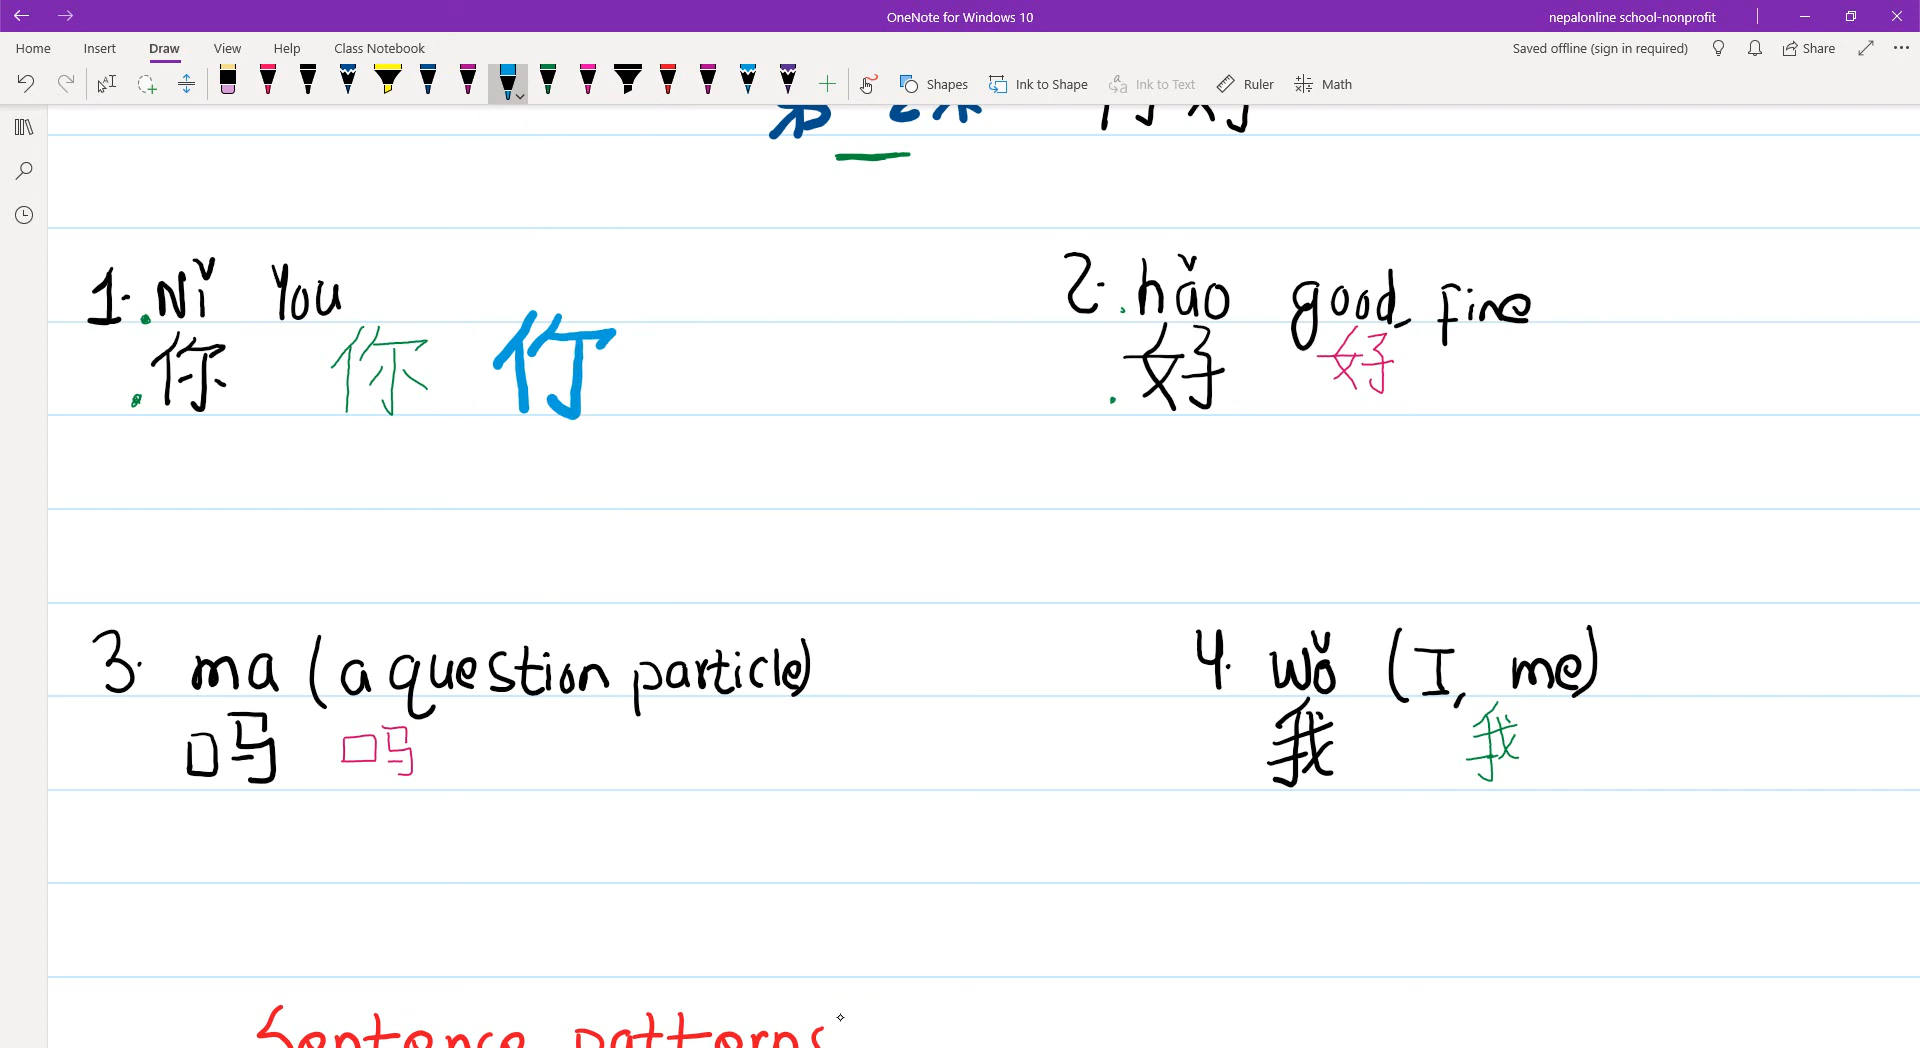 OneNote for Windows 10
nepalonline school-nonprofit
Home Insert Draw View Help Class Notebook
Saved offline (sign in required) Share
Shapes Ink to Shape Ink to Text Ruler Math
1. Nǐ You
你 你
2. hǎo good, fine
好 好
3. ma (a question particle)
吗 吗
4. wǒ (I, me)
我 我
Sentence patterns